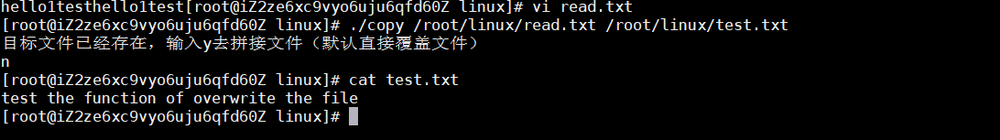 hello1testhello1test[root@iZ2ze6xc9vyo6uju6qfd60Z linux]# vi read.txt
[root@iZ2ze6xc9vyo6uju6qfd60Z linux]# ./copy /root/linux/read.txt /root/linux/test.txt
目标文件已经存在，输入y去拼接文件（默认直接覆盖文件）
n
[root@iZ2ze6xc9vyo6uju6qfd60Z linux]# cat test.txt
test the function of overwrite the file
[root@iZ2ze6xc9vyo6uju6qfd60Z linux]#